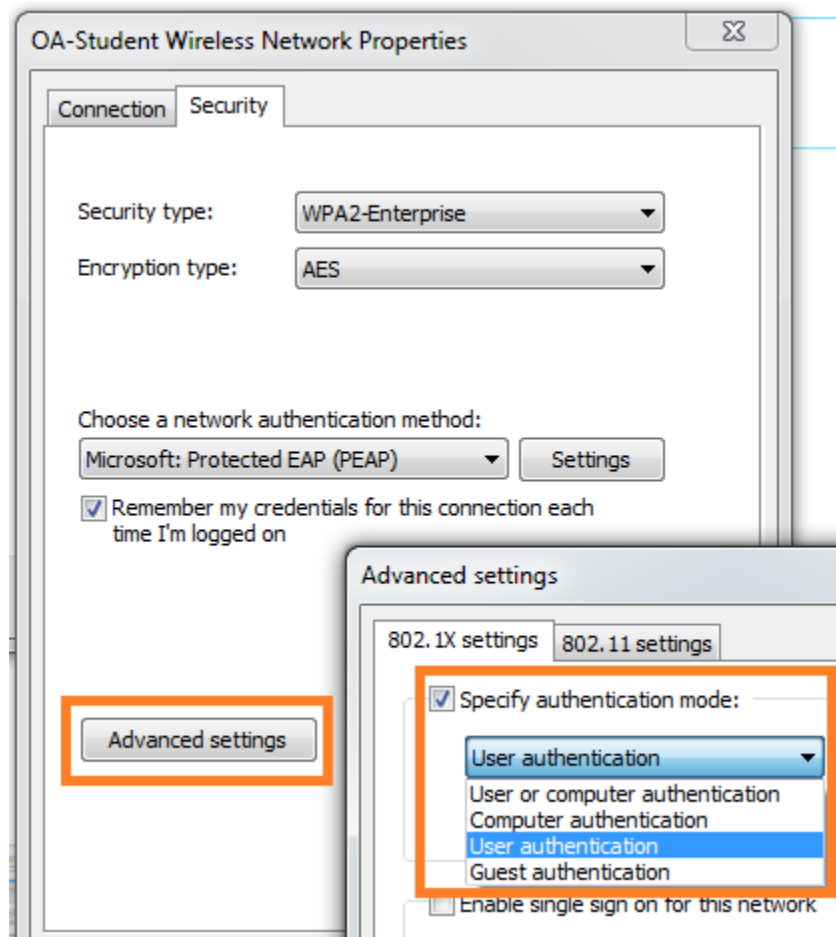 OA-Student Wireless Network Properties
Connection
Security
Security type:
WPA2-Enterprise
Encryption type:
AES
Choose a network authentication method:
Microsoft: Protected EAP (PEAP)
Settings
Remember my credentials for this connection each
time I'm logged on
Advanced settings
Advanced settings
802.1X settings
802.11 settings
Specify authentication mode:
User authentication
User or computer authentication
Computer authentication
User authentication
Guest authentication
Enable single sign on for this network